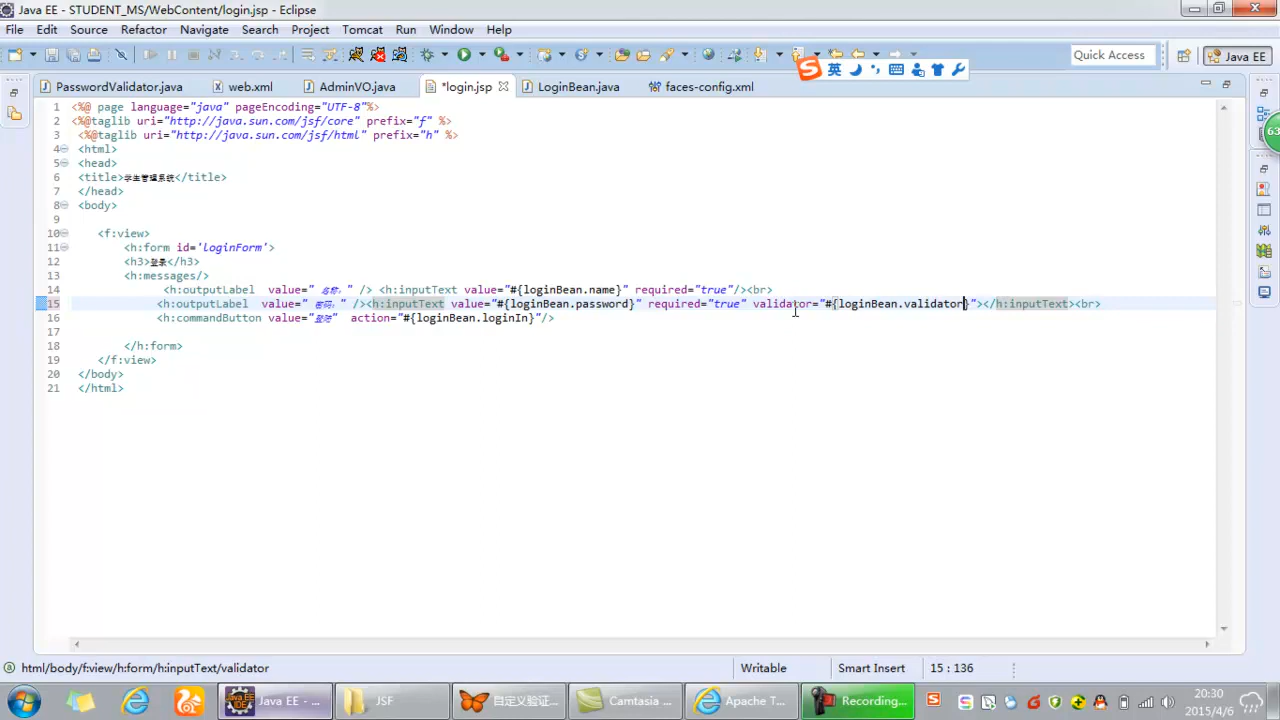 Java EE - STUDENT_MS/WebContent/login.jsp - Eclipse
File Edit Source Refactor Navigate Search Project Tomcat Run Window Help
Quick Access
Java EE
英
PasswordValidator.java web.xml AdminVO.java *login.jsp LoginBean.java faces-config.xml
63
1 <%@ page language="java" pageEncoding="UTF-8"%>
2 <%@taglib uri="http://java.sun.com/jsf/core" prefix="f" %>
3 <%@taglib uri="http://java.sun.com/jsf/html" prefix="h" %>
4 <html>
5 <head>
6 <title>学生管理系统</title>
7 </head>
8 <body>
9
10 <f:view>
11 <h:form id='loginForm'>
12 <h3>登录</h3>
13 <h:messages/>
14 <h:outputLabel value=" 名称：" /> <h:inputText value="#{loginBean.name}" required="true"/><br>
15 <h:outputLabel value=" 密码：" /><h:inputText value="#{loginBean.password}" required="true" validator="#{loginBean.validator}"></h:inputText><br>
16 <h:commandButton value="登陆" action="#{loginBean.loginIn}"/>
17
18 </h:form>
19 </f:view>
20 </body>
21 </html>
html/body/f:view/h:form/h:inputText/validator
Writable
Smart Insert
15 : 136
Java EE - ...
JSF
自定义验证...
Camtasia ...
Apache T...
Recording...
20:30
2015/4/6